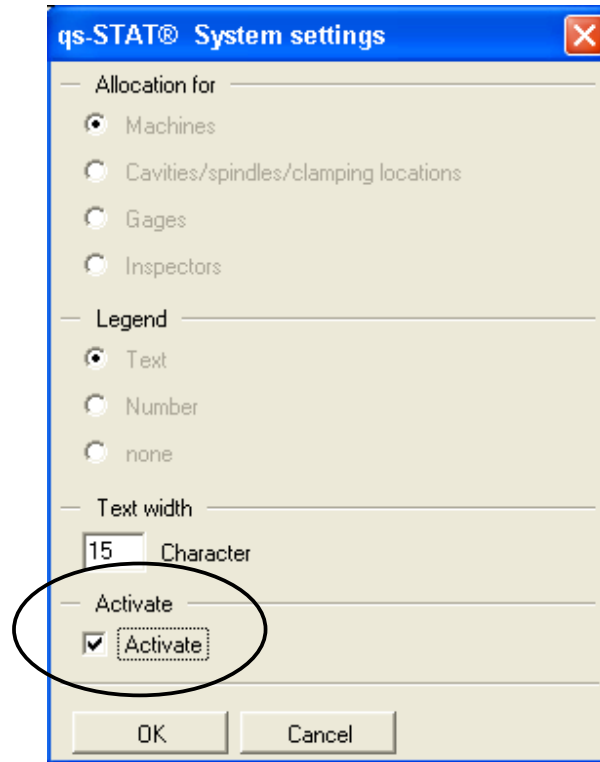 qs-STAT® System settings
Allocation for
Machines
Cavities/spindles/clamping locations
Gages
Inspectors
Legend
Text
Number
none
Text width
15 Character
Activate
Activate
OK Cancel